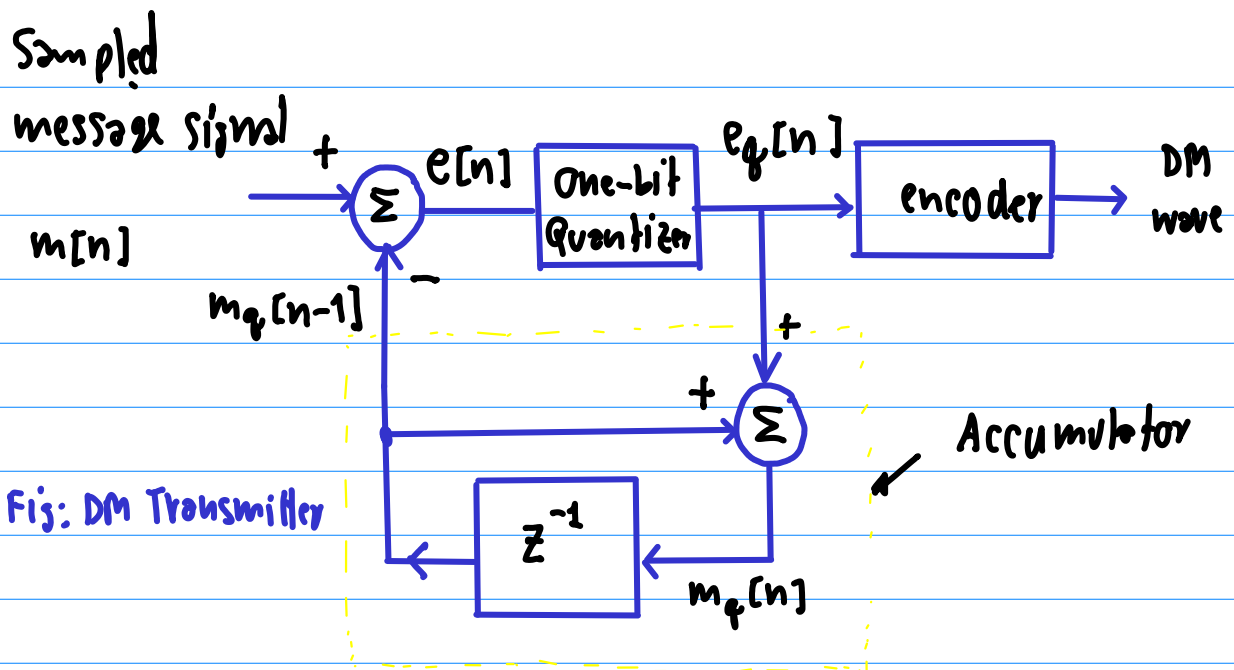 Sampled
message signal
m[n]
+
Σ
e[n]
One-bit
Quantizer
eq[n]
encoder
DM
wave
mq[n-1]
-
+
+
Σ
Accumulator
Fig: DM Transmitter
z⁻¹
mq[n]